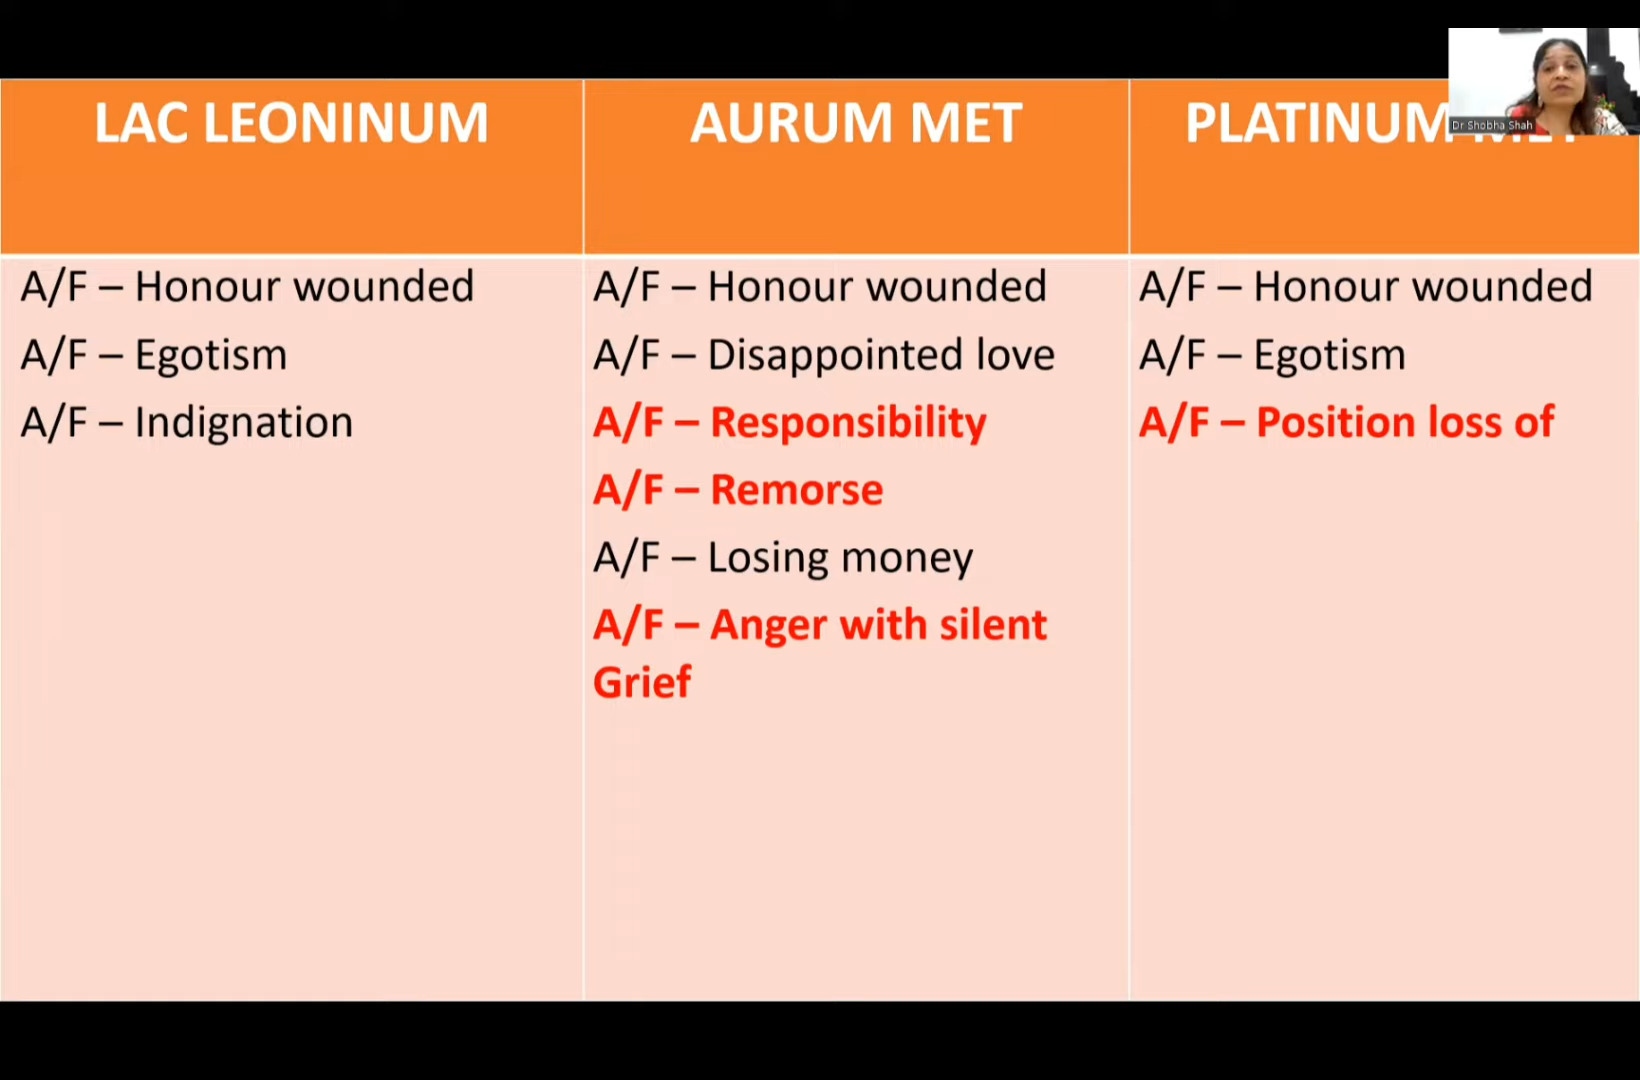 LAC LEONINUM
AURUM MET
PLATINUM MET
Dr Shobha Shah
A/F – Honour wounded
A/F – Egotism
A/F – Indignation
A/F – Honour wounded
A/F – Disappointed love
A/F – Responsibility
A/F – Remorse
A/F – Losing money
A/F – Anger with silent
Grief
A/F – Honour wounded
A/F – Egotism
A/F – Position loss of